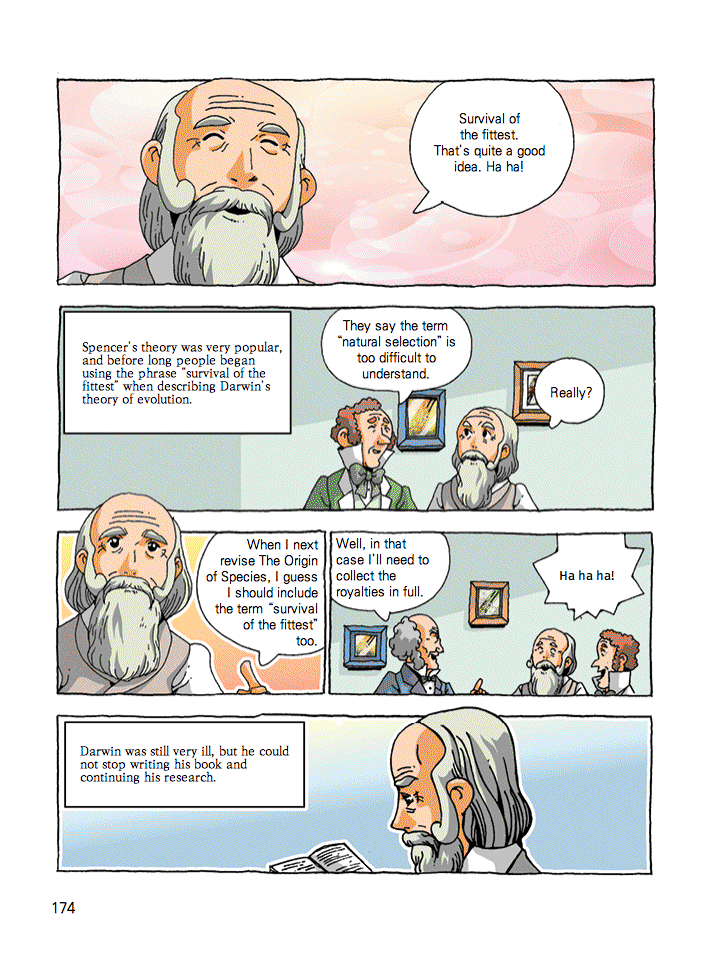 Survival of
the fittest.
That's quite a good
idea. Ha ha!
Spencer's theory was very popular,
and before long people began
using the phrase "survival of the
fittest" when describing Darwin's
theory of evolution.
They say the term
"natural selection" is
too difficult to
understand.
Really?
When I next
revise The Origin
of Species, I guess
I should include
the term "survival
of the fittest"
too.
Well, in that
case I'll need to
collect the
royalties in full.
Ha ha ha!
Darwin was still very ill, but he could
not stop writing his book and
continuing his research.
174